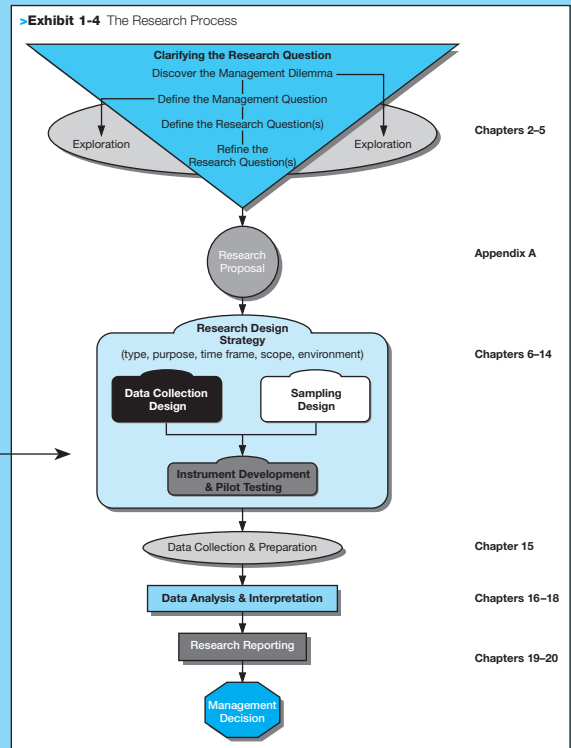 >Exhibit 1-4 The Research Process
Clarifying the Research Question
Discover the Management Dilemma
Define the Management Question
Define the Research Question(s)
Exploration
Refine the
Research Question(s)
Exploration
Chapters 2–5
Research
Proposal
Appendix A
Research Design
Strategy
(type, purpose, time frame, scope, environment)
Chapters 6–14
Data Collection
Design
Sampling
Design
Instrument Development
& Pilot Testing
Data Collection & Preparation
Chapter 15
Data Analysis & Interpretation
Chapters 16–18
Research Reporting
Chapters 19–20
Management
Decision